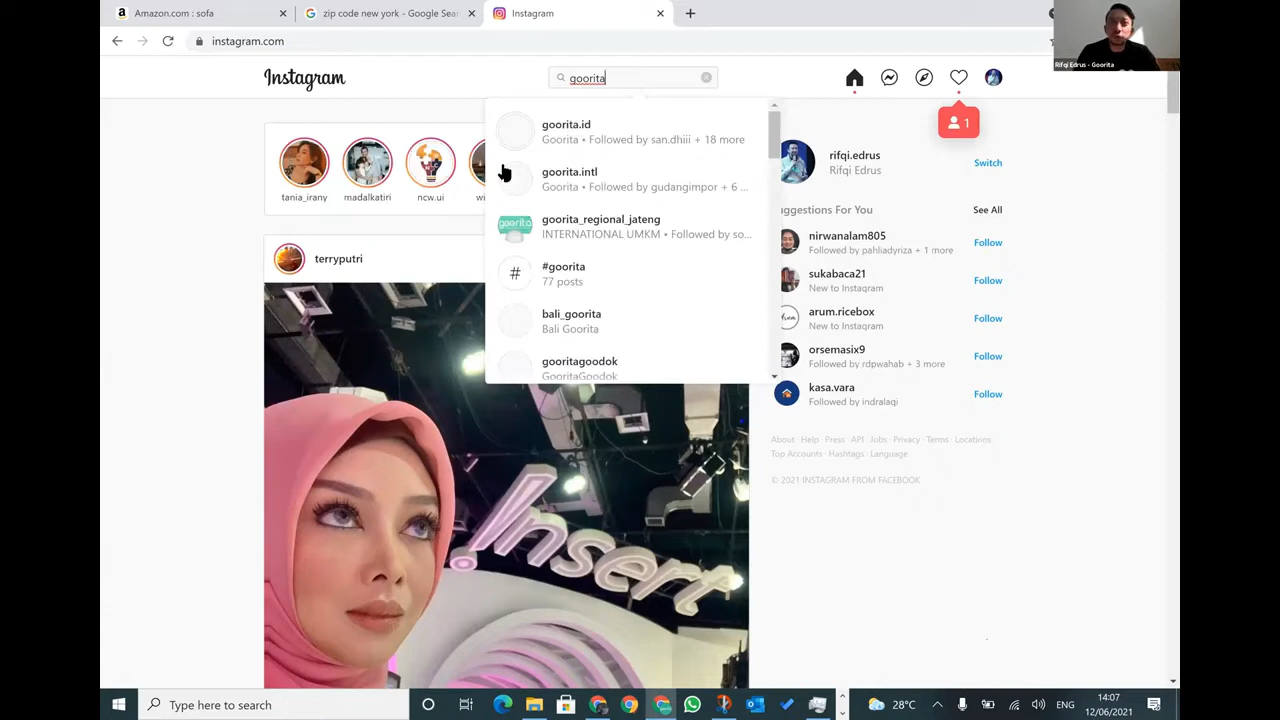 Amazon.com : sofa
zip code new york - Google Sear
Instagram
instagram.com
Rifqi Edrus - Goorita
Instagram
goorita
1
goorita.id
Goorita • Followed by san.dhiii + 18 more
goorita.intl
Goorita • Followed by gudangimpor + 6 ...
goorita_regional_jateng
INTERNATIONAL UMKM • Followed by so...
#goorita
77 posts
bali_goorita
Bali Goorita
gooritagoodok
GooritaGoodok
tania_irany
madalkatiri
ncw.ui
wi
terryputri
Insert
rifqi.edrus
Rifqi Edrus
Switch
uggestions For You
See All
nirwanalam805
Followed by pahliadyriza + 1 more
Follow
sukabaca21
New to Instagram
Follow
arum.ricebox
New to Instagram
Follow
orsemasix9
Followed by rdpwahab + 3 more
Follow
kasa.vara
Followed by indralaqi
Follow
About · Help · Press · API · Jobs · Privacy · Terms · Locations
Top Accounts · Hashtags · Language
© 2021 INSTAGRAM FROM FACEBOOK
Type here to search
28°C
ENG
14:07
12/06/2021